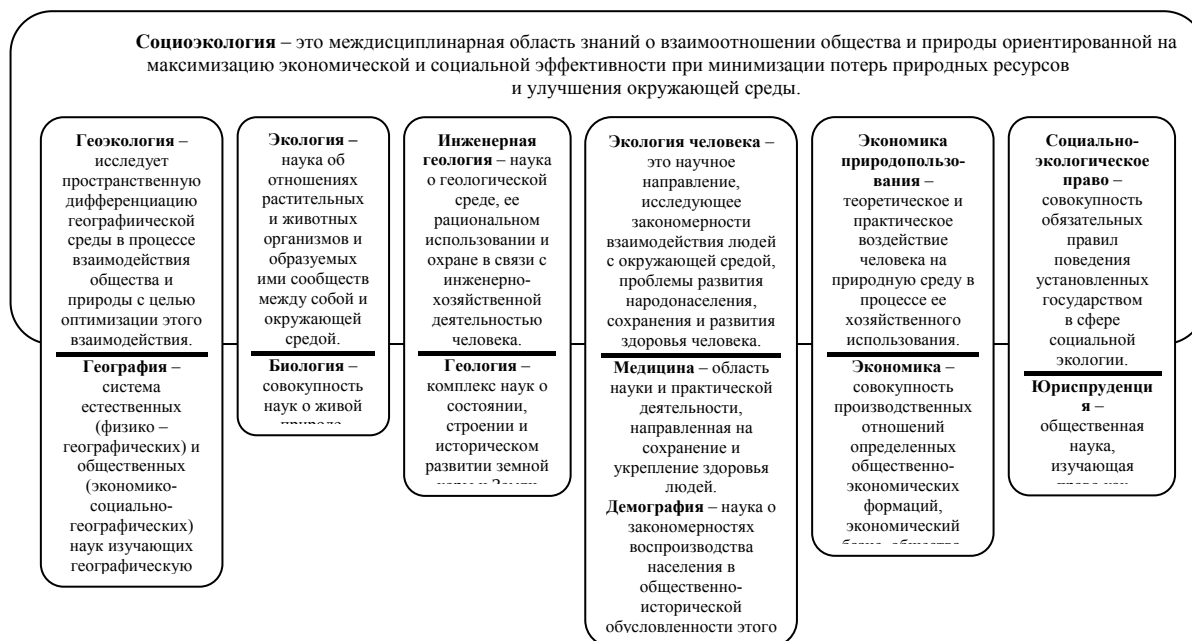 Социоэкология – это междисциплинарная область знаний о взаимоотношении общества и природы ориентированной на
максимизацию экономической и социальной эффективности при минимизации потерь природных ресурсов
и улучшения окружающей среды.
Геоэкология –
исследует
пространственную
дифференциацию
географиической
среды в процессе
взаимодействия
общества и
природы с целью
оптимизации этого
взаимодействия.
География –
система
естественных
(физико –
географических) и
общественных
(экономико-
социально-
географических)
наук изучающих
географическую
Экология –
наука об
отношениях
растительных
и животных
организмов и
образуемых
ими сообществ
между собой и
окружающей
средой.
Биология –
совокупность
наук о живой
природе
Инженерная
геология – наука
о геологической
среде, ее
рациональном
использовании и
охране в связи с
инженерно-
хозяйственной
деятельностью
человека.
Геология –
комплекс наук о
состоянии,
строении и
историческом
развитии земной
коры и Земли
Экология человека –
это научное
направление,
исследующее
закономерности
взаимодействия людей
с окружающей средой,
проблемы развития
народонаселения,
сохранения и развития
здоровья человека.
Медицина – область
науки и практической
деятельности,
направленная на
сохранение и
укрепление здоровья
людей.
Демография – наука о
закономерностях
воспроизводства
населения в
общественно-
исторической
обусловленности этого
Экономика
природопользо-
вания –
теоретическое и
практическое
воздействие
человека на
природную среду в
процессе ее
хозяйственного
использования.
Экономика –
совокупность
производственных
отношений
определенных
общественно-
экономических
формаций,
экономический
базис общества
Социально-
экологическое
право –
совокупность
обязательных
правил
поведения
установленных
государством
в сфере
социальной
экологии.
Юриспруденци
я –
общественная
наука,
изучающая
право как